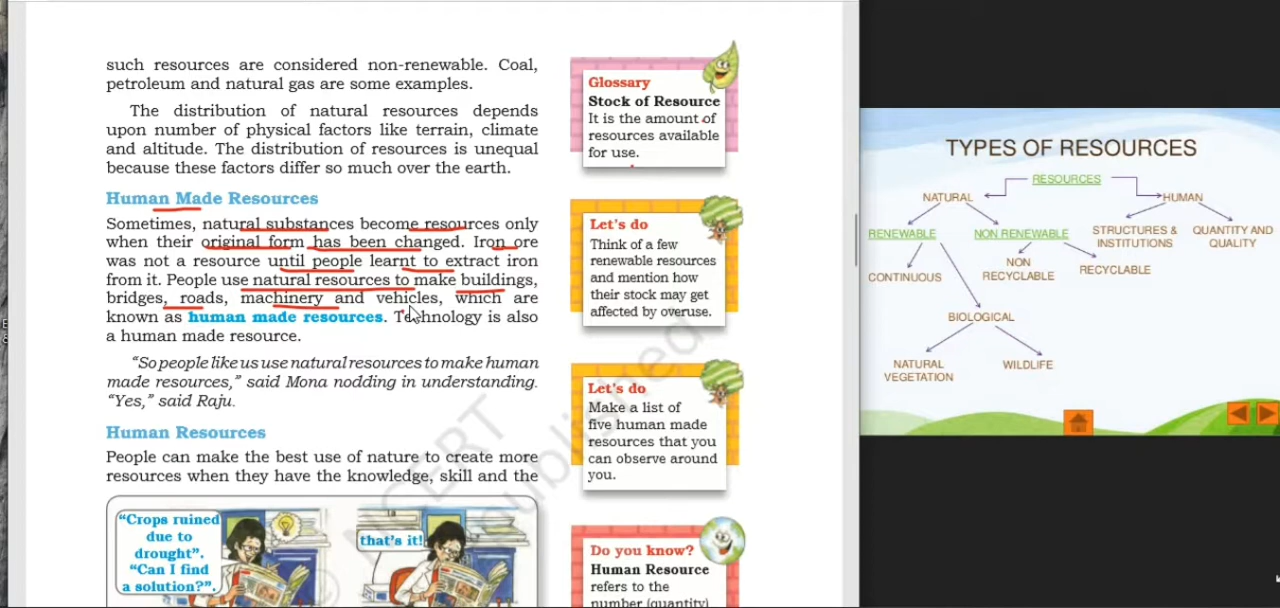 such resources are considered non-renewable. Coal,
petroleum and natural gas are some examples.
The distribution of natural resources depends
upon number of physical factors like terrain, climate
and altitude. The distribution of resources is unequal
because these factors differ so much over the earth.
Human Made Resources
Sometimes, natural substances become resources only
when their original form has been changed. Iron ore
was not a resource until people learnt to extract iron
from it. People use natural resources to make buildings,
bridges, roads, machinery and vehicles, which are
known as human made resources. Technology is also
a human made resource.
“So people like us use natural resources to make human
made resources,” said Mona nodding in understanding.
“Yes,” said Raju.
Human Resources
People can make the best use of nature to create more
resources when they have the knowledge, skill and the
“Crops ruined
due to
drought”.
“Can I find
a solution?”.
that's it!
Glossary
Stock of Resource
It is the amount of
resources available
for use.
Let's do
Think of a few
renewable resources
and mention how
their stock may get
affected by overuse.
Let's do
Make a list of
five human made
resources that you
can observe around
you.
Do you know?
Human Resource
refers to the
number (quantity)
NCERT
published
TYPES OF RESOURCES
RESOURCES
NATURAL
HUMAN
RENEWABLE
NON RENEWABLE
STRUCTURES &
INSTITUTIONS
QUANTITY AND
QUALITY
CONTINUOUS
NON
RECYCLABLE
RECYCLABLE
BIOLOGICAL
NATURAL
VEGETATION
WILDLIFE